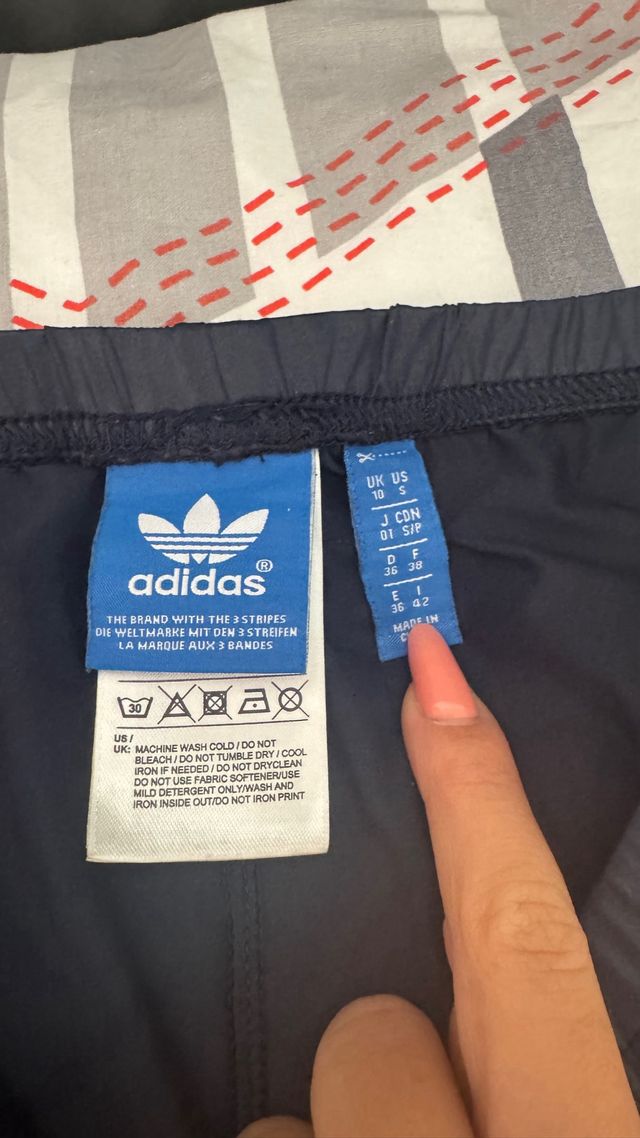 adidas®
THE BRAND WITH THE 3 STRIPES
DIE WELTMARKE MIT DEN 3 STREIFEN
LA MARQUE AUX 3 BANDES
30
US /
UK: MACHINE WASH COLD / DO NOT
BLEACH / DO NOT TUMBLE DRY / COOL
IRON IF NEEDED / DO NOT DRYCLEAN
DO NOT USE FABRIC SOFTENER/USE
MILD DETERGENT ONLY/WASH AND
IRON INSIDE OUT/DO NOT IRON PRINT
UK US
10 S
J CDN
OT S/P
D F
36 38
E I
36 42
MADE IN